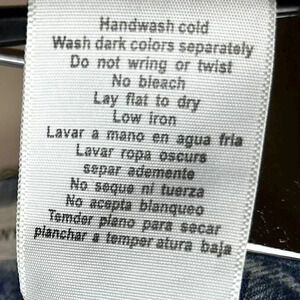 Handwash cold
Wash dark colors separately
Do not wring or twist
No bleach
Lay flat to dry
Low iron
Lavar a mano en agua fria
Lavar ropa oscurs
separ ademente
No seque ni tuerza
No acepta blanqueo
Temder plano para secar
planchar a temper atura baja